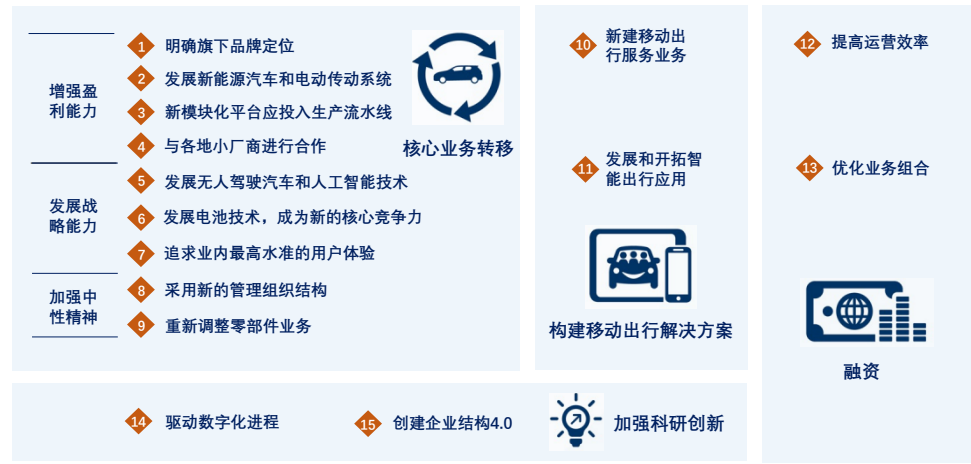 增强盈
利能力
1 明确旗下品牌定位
2 发展新能源汽车和电动传动系统
3 新模块化平台应投入生产流水线
4 与各地小厂商进行合作
核心业务转移
发展战
略能力
5 发展无人驾驶汽车和人工智能技术
6 发展电池技术，成为新的核心竞争力
7 追求业内最高水准的用户体验
加强中
性精神
8 采用新的管理组织结构
9 重新调整零部件业务
10 新建移动出
行服务业务
11 发展和开拓智
能出行应用
构建移动出行解决方案
12 提高运营效率
13 优化业务组合
融资
14 驱动数字化进程
15 创建企业结构4.0
加强科研创新